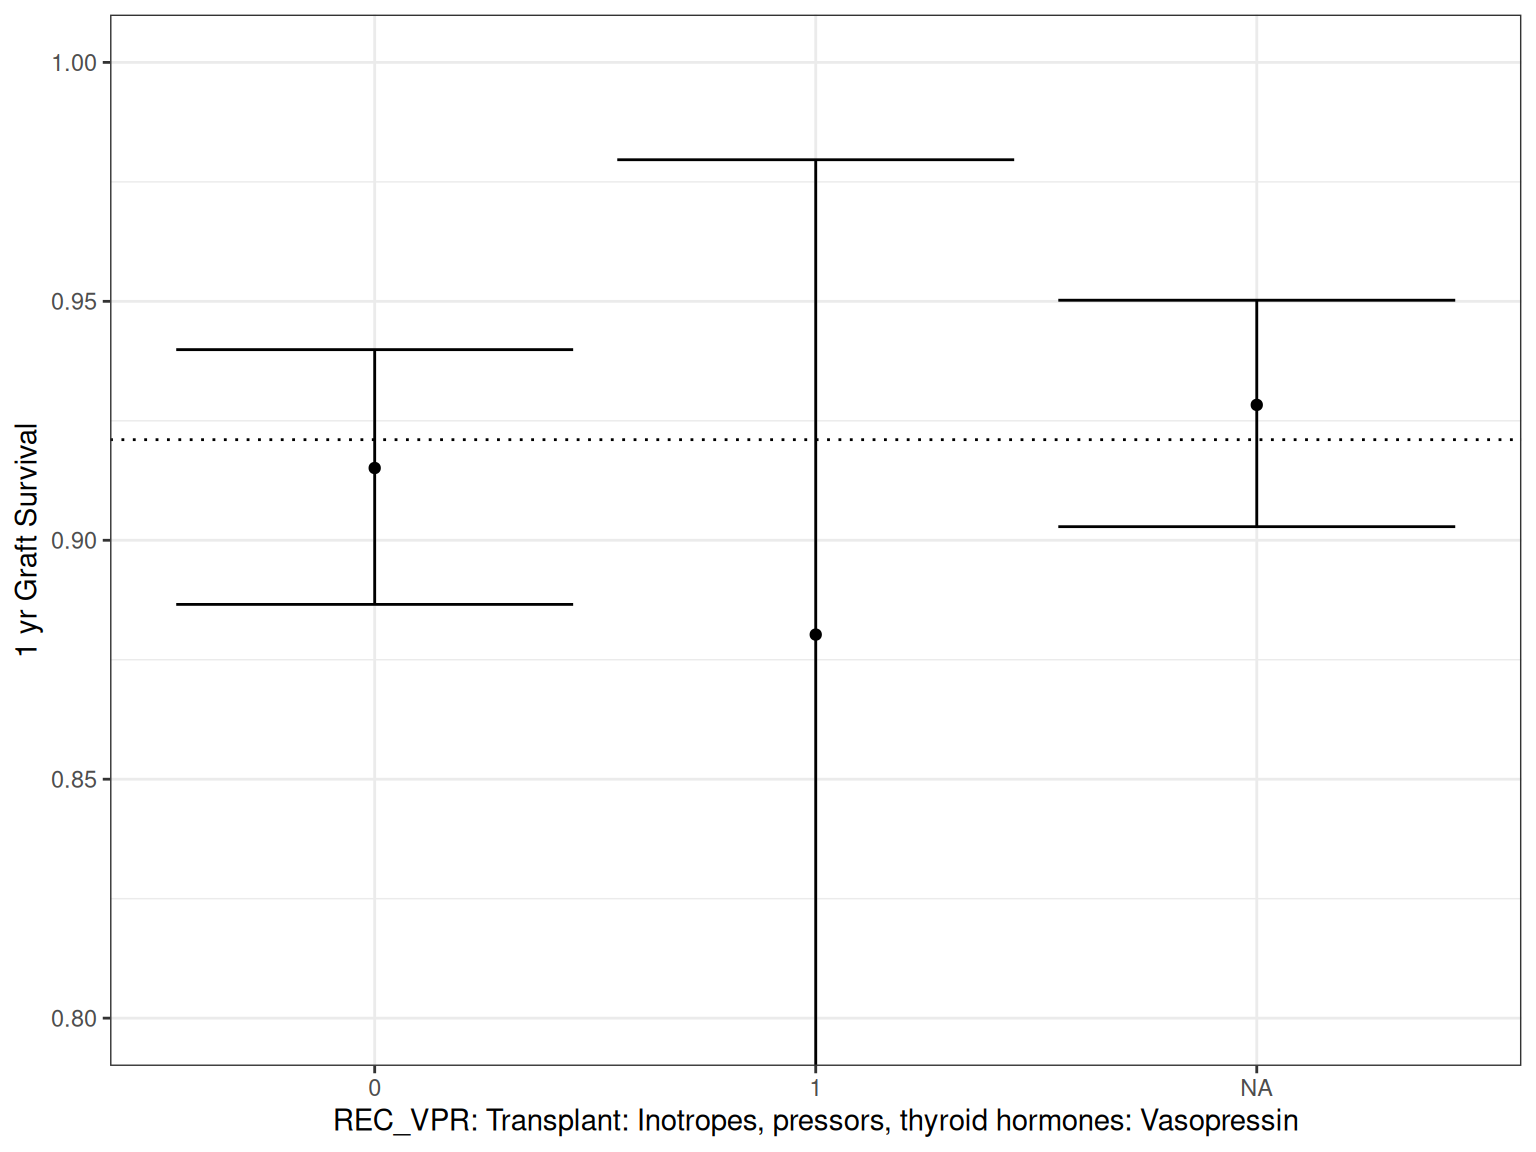 1.00
0.95
0.90
0.85
0.80
1 yr Graft Survival
0
1
NA
REC_VPR: Transplant: Inotropes, pressors, thyroid hormones: Vasopressin